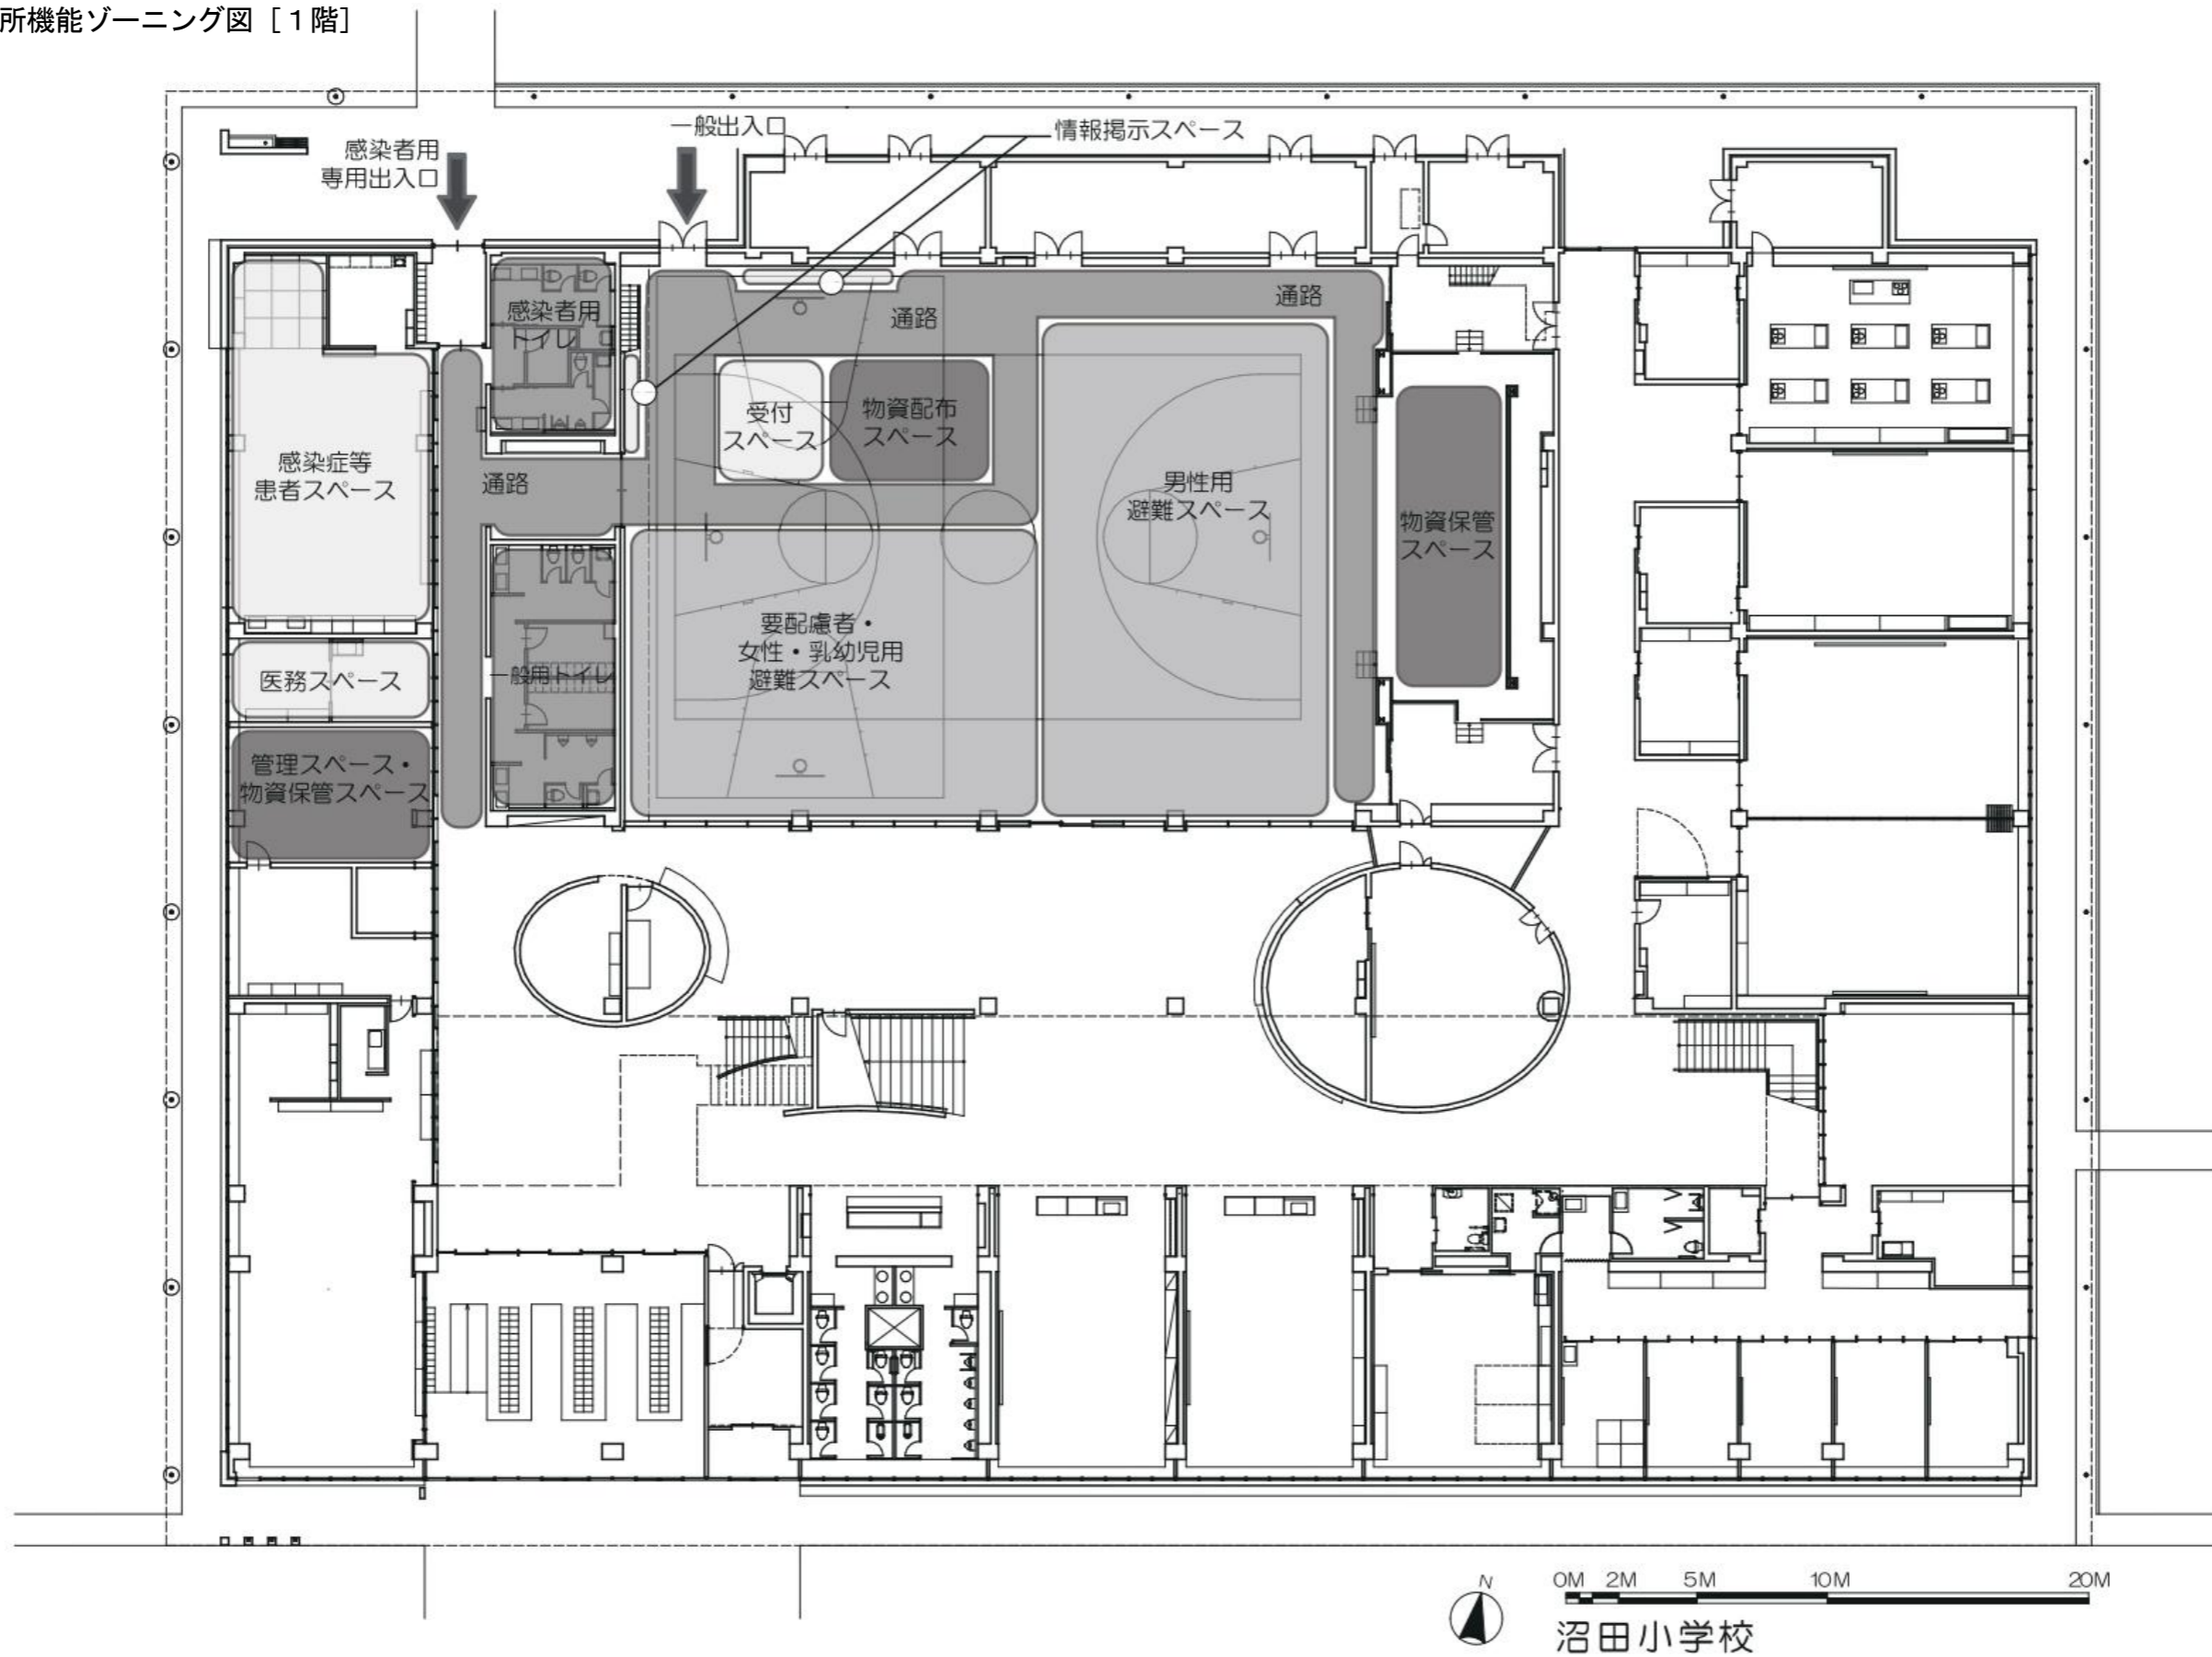 所機能ゾーニング図［１階］
一般出入口
情報掲示スペース
感染者用
専用出入口
通路
感染者用
トイレ
通路
受付
スペース
物資配布
スペース
感染症等
患者スペース
通路
男性用
避難スペース
物資保管
スペース
要配慮者・
女性・乳幼児用
避難スペース
一般用トイレ
医務スペース
管理スペース・
物資保管スペース
N
0M 2M 5M 10M 20M
沼田小学校